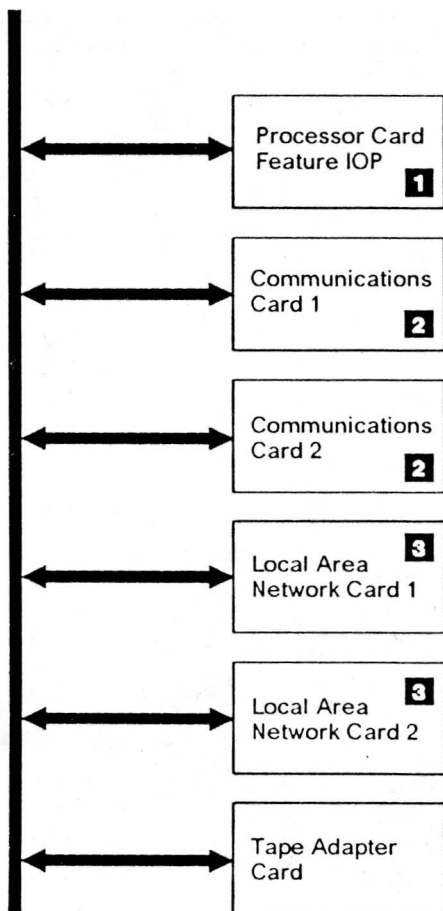 Processor Card
Feature IOP
1
Communications
Card 1
2
Communications
Card 2
2
3
Local Area
Network Card 1
3
Local Area
Network Card 2
Tape Adapter
Card